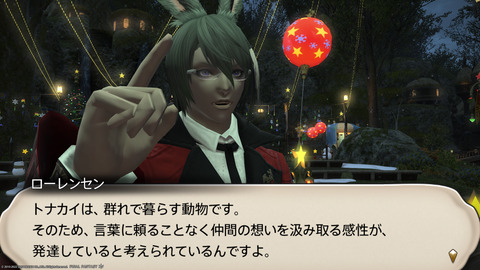 ローレンセン
トナカイは、群れで暮らす動物です。
そのため、言葉に頼ることなく仲間の想いを汲み取る感性が、
発達していると考えられているんですよ。
FINAL FANTASY XIV